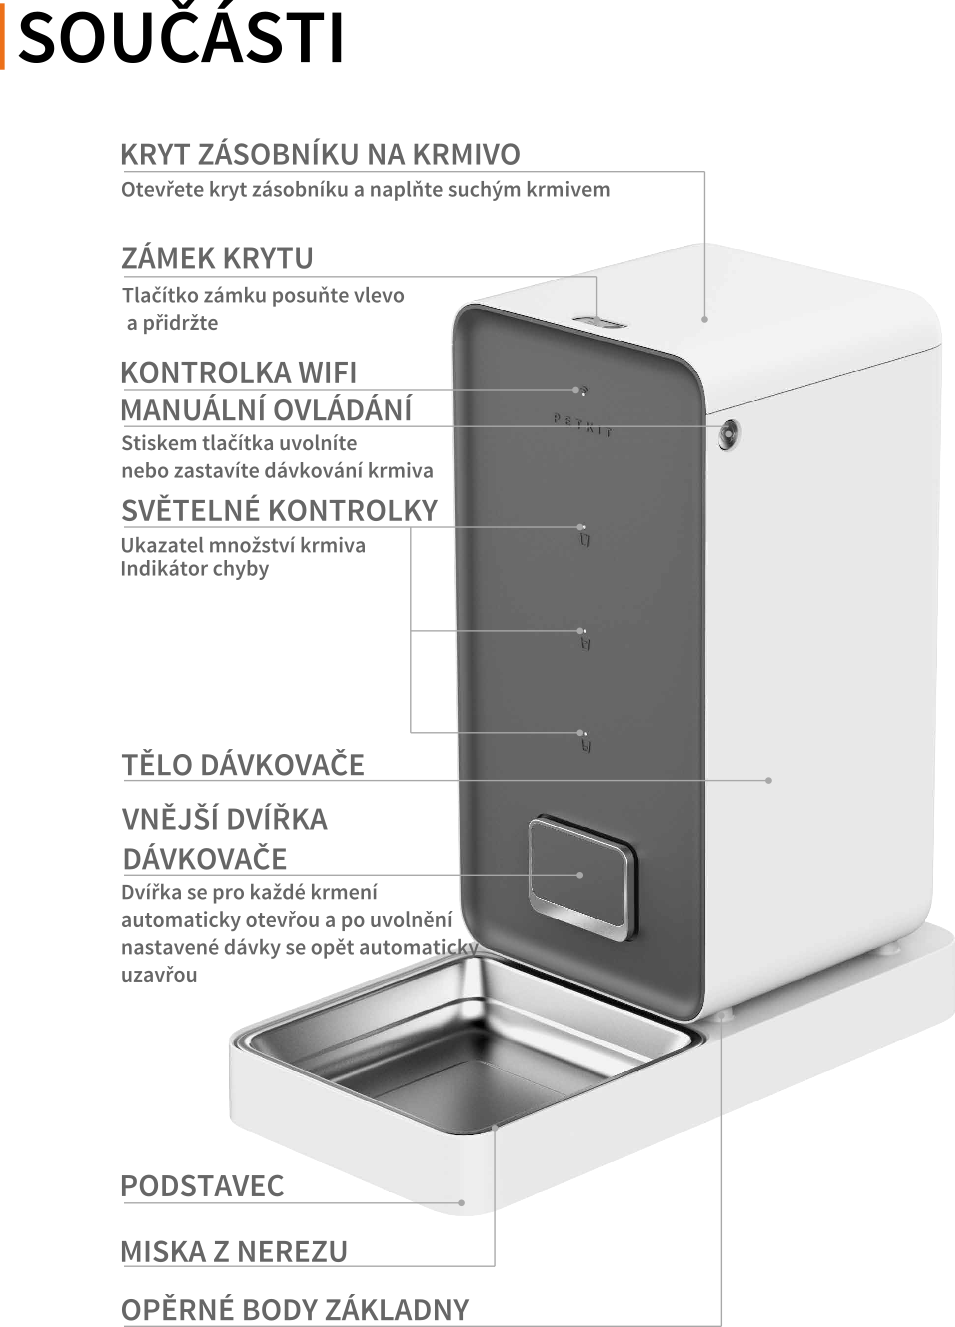 SOUČÁSTI
KRYT ZÁSOBNÍKU NA KRMIVO
Otevřete kryt zásobníku a naplňte suchým krmivem
ZÁMEK KRYTU
Tlačítko zámku posuňte vlevo
a přidržte
KONTROLKA WIFI
PETKIT
MANUÁLNÍ OVLÁDÁNÍ
Stiskem tlačítka uvolníte
nebo zastavíte dávkování krmiva
SVĚTELNÉ KONTROLKY
Ukazatel množství krmiva
Indikátor chyby
TĚLO DÁVKOVAČE
VNĚJŠÍ DVÍŘKA
DÁVKOVAČE
Dvířka se pro každé krmení
automaticky otevřou a po uvolnění
nastavené dávky se opět automaticky
uzavřou
PODSTAVEC
MISKA Z NEREZU
OPĚRNÉ BODY ZÁKLADNY